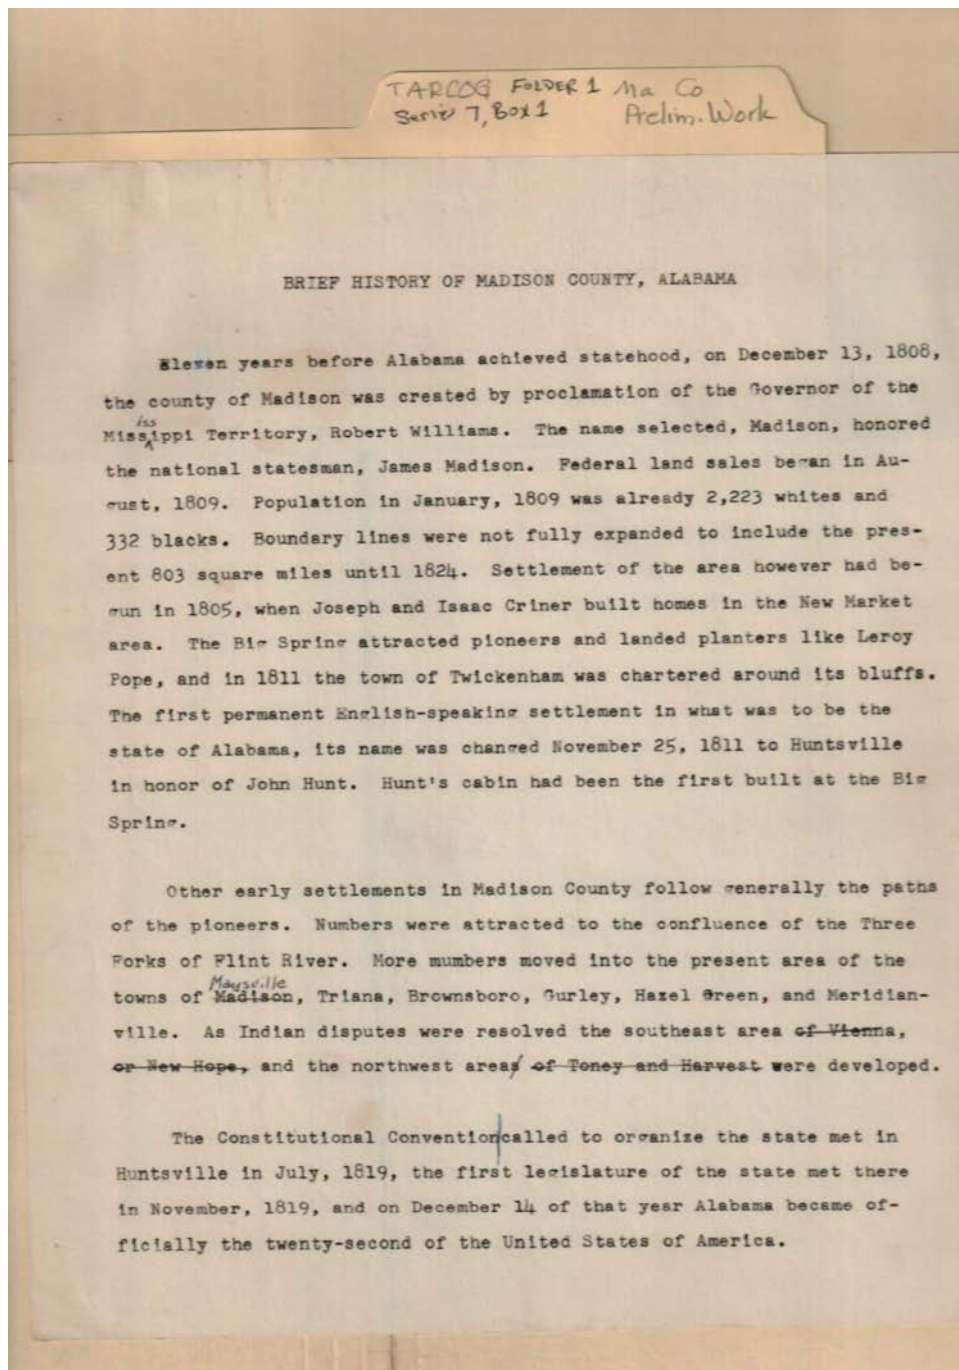 TARCOG FOLDER 1 Ma Co
Series 7, Box 1 Prelim. Work
BRIEF HISTORY OF MADISON COUNTY, ALABAMA
Eleven years before Alabama achieved statehood, on December 13, 1808,
the county of Madison was created by proclamation of the Governor of the
iss
Missippi Territory, Robert Williams. The name selected, Madison, honored
the national statesman, James Madison. Federal land sales began in Au-
gust, 1809. Population in January, 1809 was already 2,223 whites and
332 blacks. Boundary lines were not fully expanded to include the pres-
ent 803 square miles until 1824. Settlement of the area however had be-
gun in 1805, when Joseph and Isaac Criner built homes in the New Market
area. The Big Spring attracted pioneers and landed planters like Leroy
Pope, and in 1811 the town of Twickenham was chartered around its bluffs.
The first permanent English-speaking settlement in what was to be the
state of Alabama, its name was changed November 25, 1811 to Huntsville
in honor of John Hunt. Hunt's cabin had been the first built at the Big
Spring.
Other early settlements in Madison County follow generally the paths
of the pioneers. Numbers were attracted to the confluence of the Three
Forks of Flint River. More mumbers moved into the present area of the
Maysville
towns of Madison, Triana, Brownsboro, Gurley, Hazel Green, and Meridian-
ville. As Indian disputes were resolved the southeast area of Vienna,
or New Hope, and the northwest areas of Toney and Harvest were developed.
The Constitutional Convention called to organize the state met in
Huntsville in July, 1819, the first legislature of the state met there
in November, 1819, and on December 14 of that year Alabama became of-
ficially the twenty-second of the United States of America.